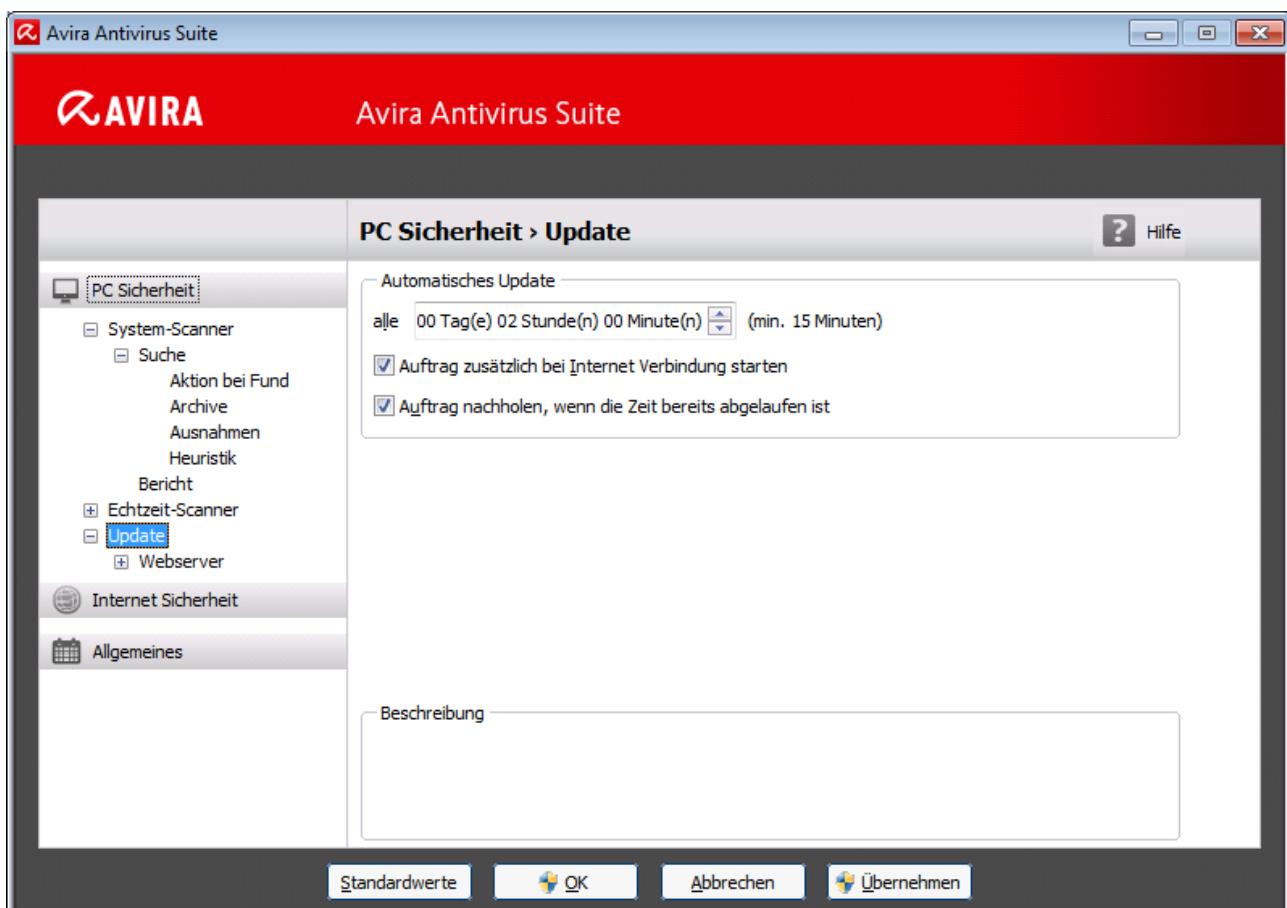 Avira Antivirus Suite
AVIRA
Avira Antivirus Suite
PC Sicherheit › Update
? Hilfe
PC Sicherheit
System-Scanner
Suche
Aktion bei Fund
Archive
Ausnahmen
Heuristik
Bericht
Echtzeit-Scanner
Update
Webserver
Internet Sicherheit
Allgemeines
Automatisches Update
alle 00 Tag(e) 02 Stunde(n) 00 Minute(n) (min. 15 Minuten)
Auftrag zusätzlich bei Internet Verbindung starten
Auftrag nachholen, wenn die Zeit bereits abgelaufen ist
Beschreibung
Standardwerte OK Abbrechen Übernehmen